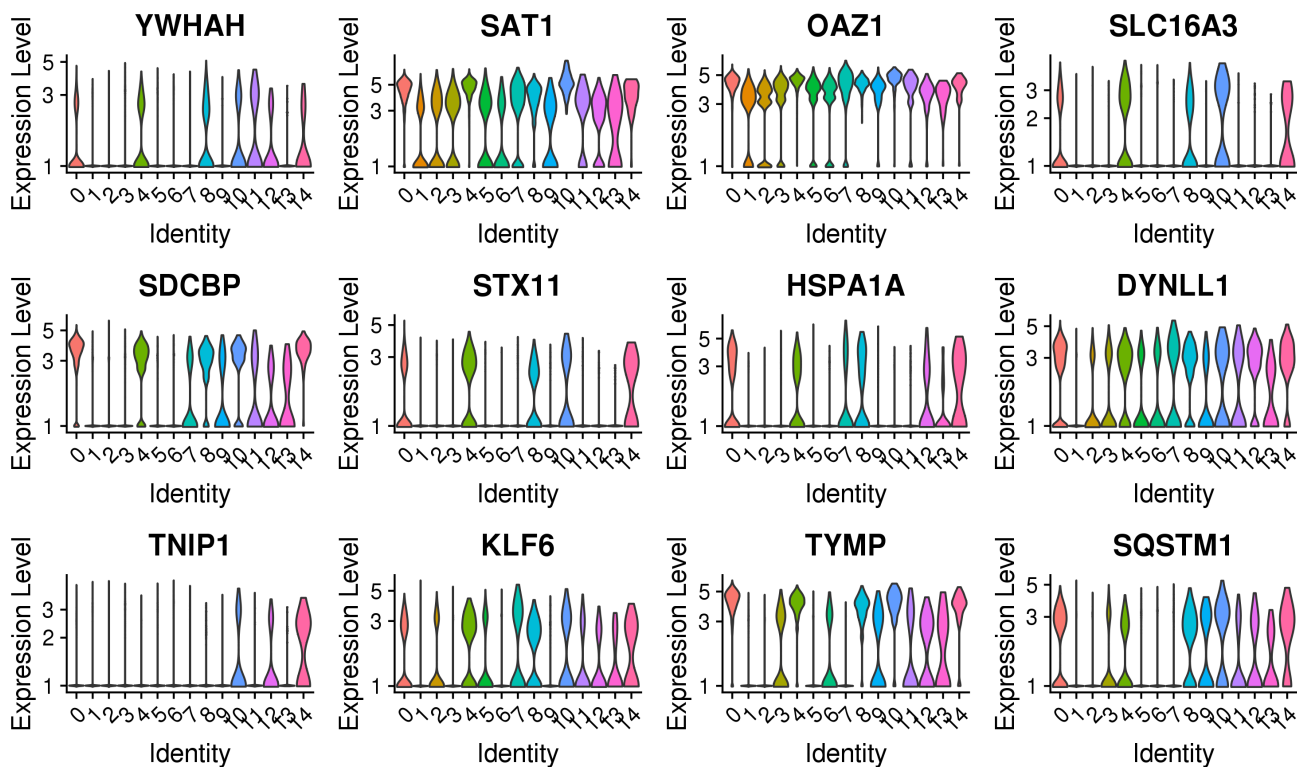 YWHAH SAT1 OAZ1 SLC16A3
Expression Level Expression Level Expression Level Expression Level
5 5 5 3
3 3 3 2
1 1 1 1
0 1 2 3 4 5 6 7 8 9 10 11 12 13 14 0 1 2 3 4 5 6 7 8 9 10 11 12 13 14 0 1 2 3 4 5 6 7 8 9 10 11 12 13 14 0 1 2 3 4 5 6 7 8 9 10 11 12 13 14
Identity Identity Identity Identity
SDCBP STX11 HSPA1A DYNLL1
Expression Level Expression Level Expression Level Expression Level
5 5 5 5
3 3 3 3
1 1 1 1
0 1 2 3 4 5 6 7 8 9 10 11 12 13 14 0 1 2 3 4 5 6 7 8 9 10 11 12 13 14 0 1 2 3 4 5 6 7 8 9 10 11 12 13 14 0 1 2 3 4 5 6 7 8 9 10 11 12 13 14
Identity Identity Identity Identity
TNIP1 KLF6 TYMP SQSTM1
Expression Level Expression Level Expression Level Expression Level
3 5 5 5
2 3 3 3
1 1 1 1
0 1 2 3 4 5 6 7 8 9 10 11 12 13 14 0 1 2 3 4 5 6 7 8 9 10 11 12 13 14 0 1 2 3 4 5 6 7 8 9 10 11 12 13 14 0 1 2 3 4 5 6 7 8 9 10 11 12 13 14
Identity Identity Identity Identity